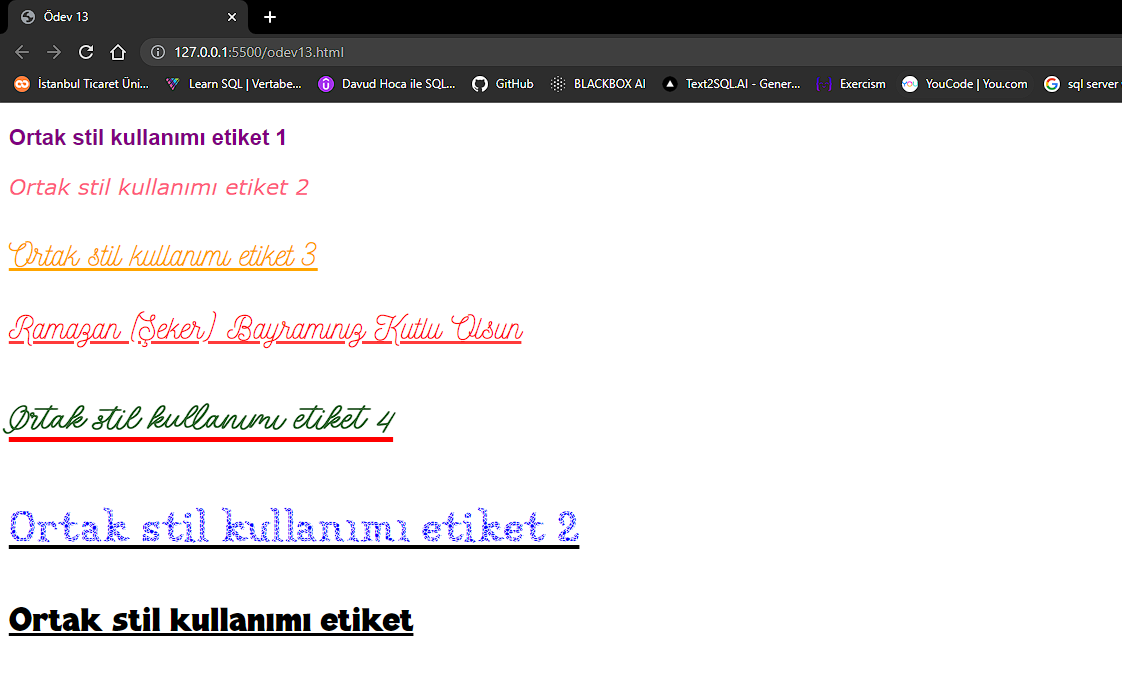 Ödev 13
127.0.0.1:5500/odev13.html
İstanbul Ticaret Üni... Learn SQL | Vertabe... Davud Hoca ile SQL... GitHub BLACKBOX AI Text2SQL.AI - Gener... Exercism YouCode | You.com sql server
Ortak stil kullanımı etiket 1
Ortak stil kullanımı etiket 2
Ortak stil kullanımı etiket 3
Ramazan (Şeker) Bayramınız Kutlu Olsun
Ortak stil kullanımı etiket 4
Ortak stil kullanımı etiket 2
Ortak stil kullanımı etiket